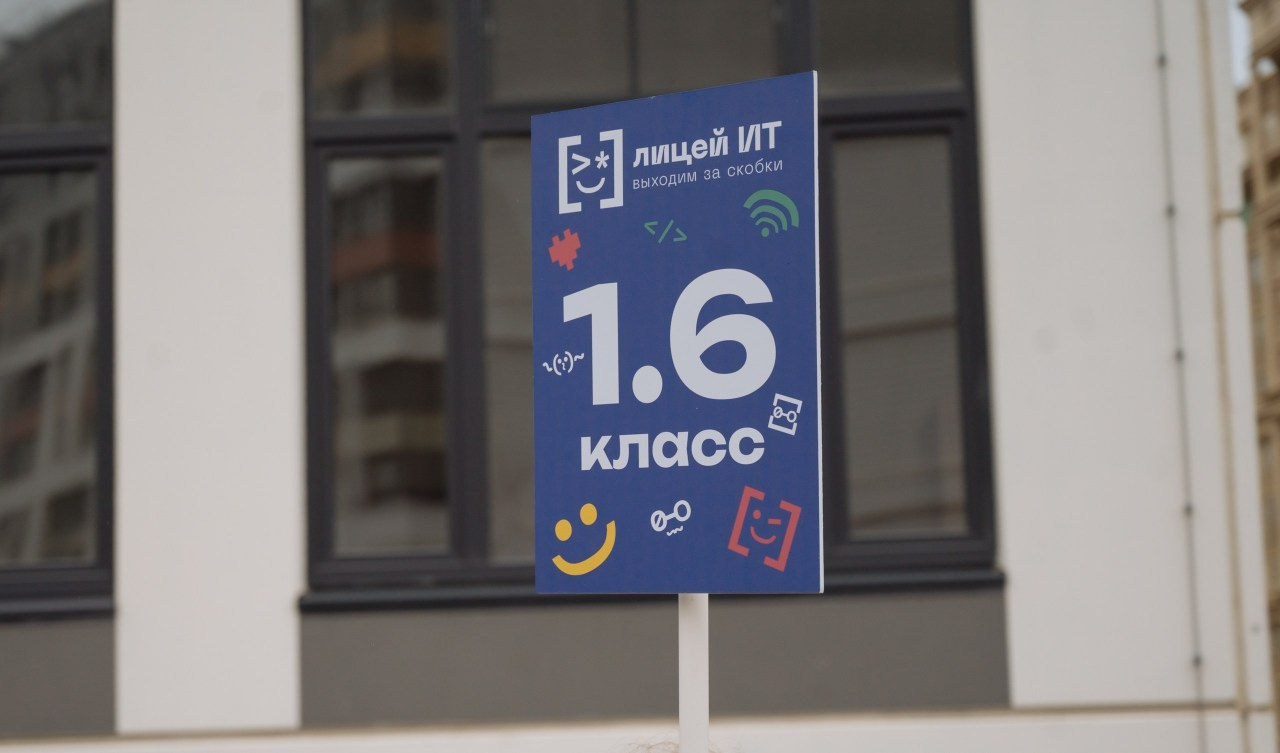 [>*] лицей ИТ
выходим за скобки
</>
1.6
класс